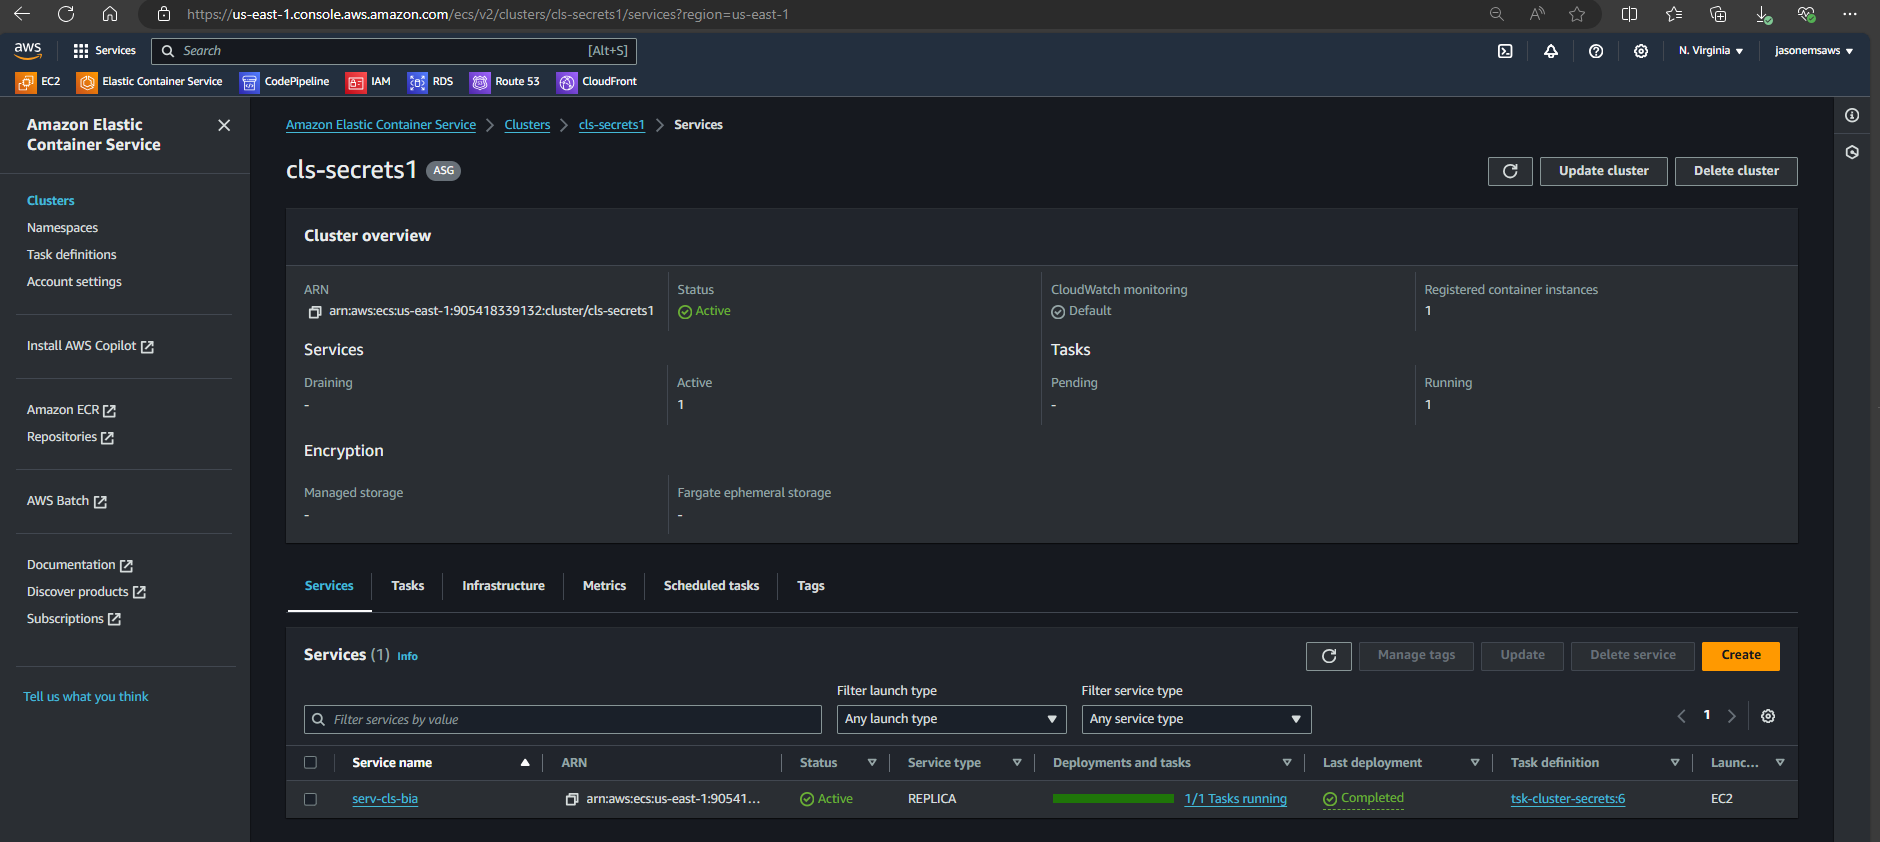 https://us-east-1.console.aws.amazon.com/ecs/v2/clusters/cls-secrets1/services?region=us-east-1
aws Services Search [Alt+S] N. Virginia jasonemsaws
EC2 Elastic Container Service CodePipeline IAM RDS Route 53 CloudFront
Amazon Elastic
Container Service
Clusters
Namespaces
Task definitions
Account settings
Install AWS Copilot
Amazon ECR
Repositories
AWS Batch
Documentation
Discover products
Subscriptions
Tell us what you think
Amazon Elastic Container Service Clusters cls-secrets1 Services
cls-secrets1 ASG Update cluster Delete cluster
Cluster overview
ARN Status CloudWatch monitoring Registered container instances
arn:aws:ecs:us-east-1:905418339132:cluster/cls-secrets1 Active Default 1
Services Tasks
Draining Active Pending Running
- 1 - 1
Encryption
Managed storage Fargate ephemeral storage
- -
Services Tasks Infrastructure Metrics Scheduled tasks Tags
Services (1) Info Manage tags Update Delete service Create
Filter launch type Filter service type
Filter services by value Any launch type Any service type 1
Service name ARN Status Service type Deployments and tasks Last deployment Task definition Launc...
serv-cls-bia arn:aws:ecs:us-east-1:90541... Active REPLICA 1/1 Tasks running Completed tsk-cluster-secrets:6 EC2